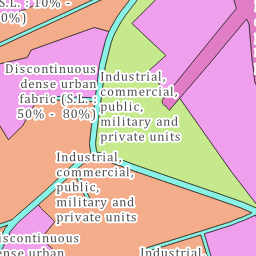 S.L. : 10% -
0%)
Discontinuous
dense urban
fabric (S.L. :
50% -  80%)
Industrial,
commercial,
public,
military and
private units
Industrial,
commercial,
public,
military and
private units
iscontinuous
dense urban
Industrial,